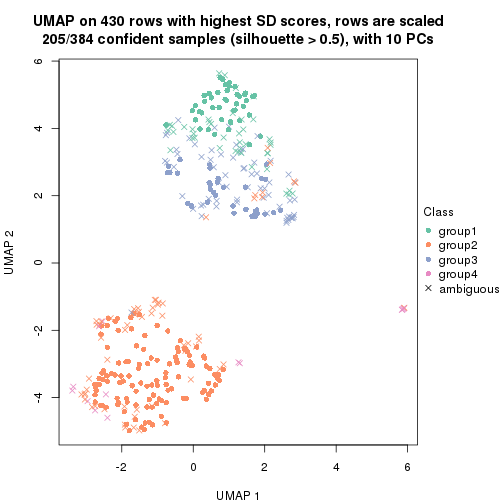 UMAP on 430 rows with highest SD scores, rows are scaled
205/384 confident samples (silhouette > 0.5), with 10 PCs
6
4
2
0
-2
-4
UMAP 2
-2
0
2
4
6
UMAP 1
Class
group1
group2
group3
group4
ambiguous